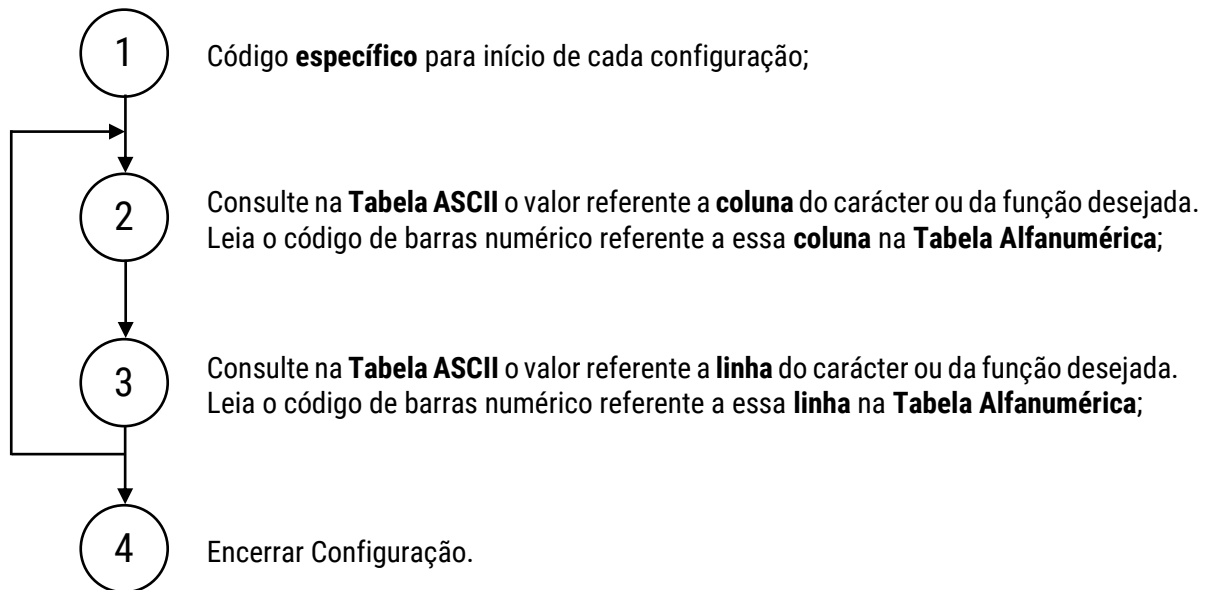 1
Código específico para início de cada configuração;
2
Consulte na Tabela ASCII o valor referente a coluna do carácter ou da função desejada.
Leia o código de barras numérico referente a essa coluna na Tabela Alfanumérica;
3
Consulte na Tabela ASCII o valor referente a linha do carácter ou da função desejada.
Leia o código de barras numérico referente a essa linha na Tabela Alfanumérica;
4
Encerrar Configuração.